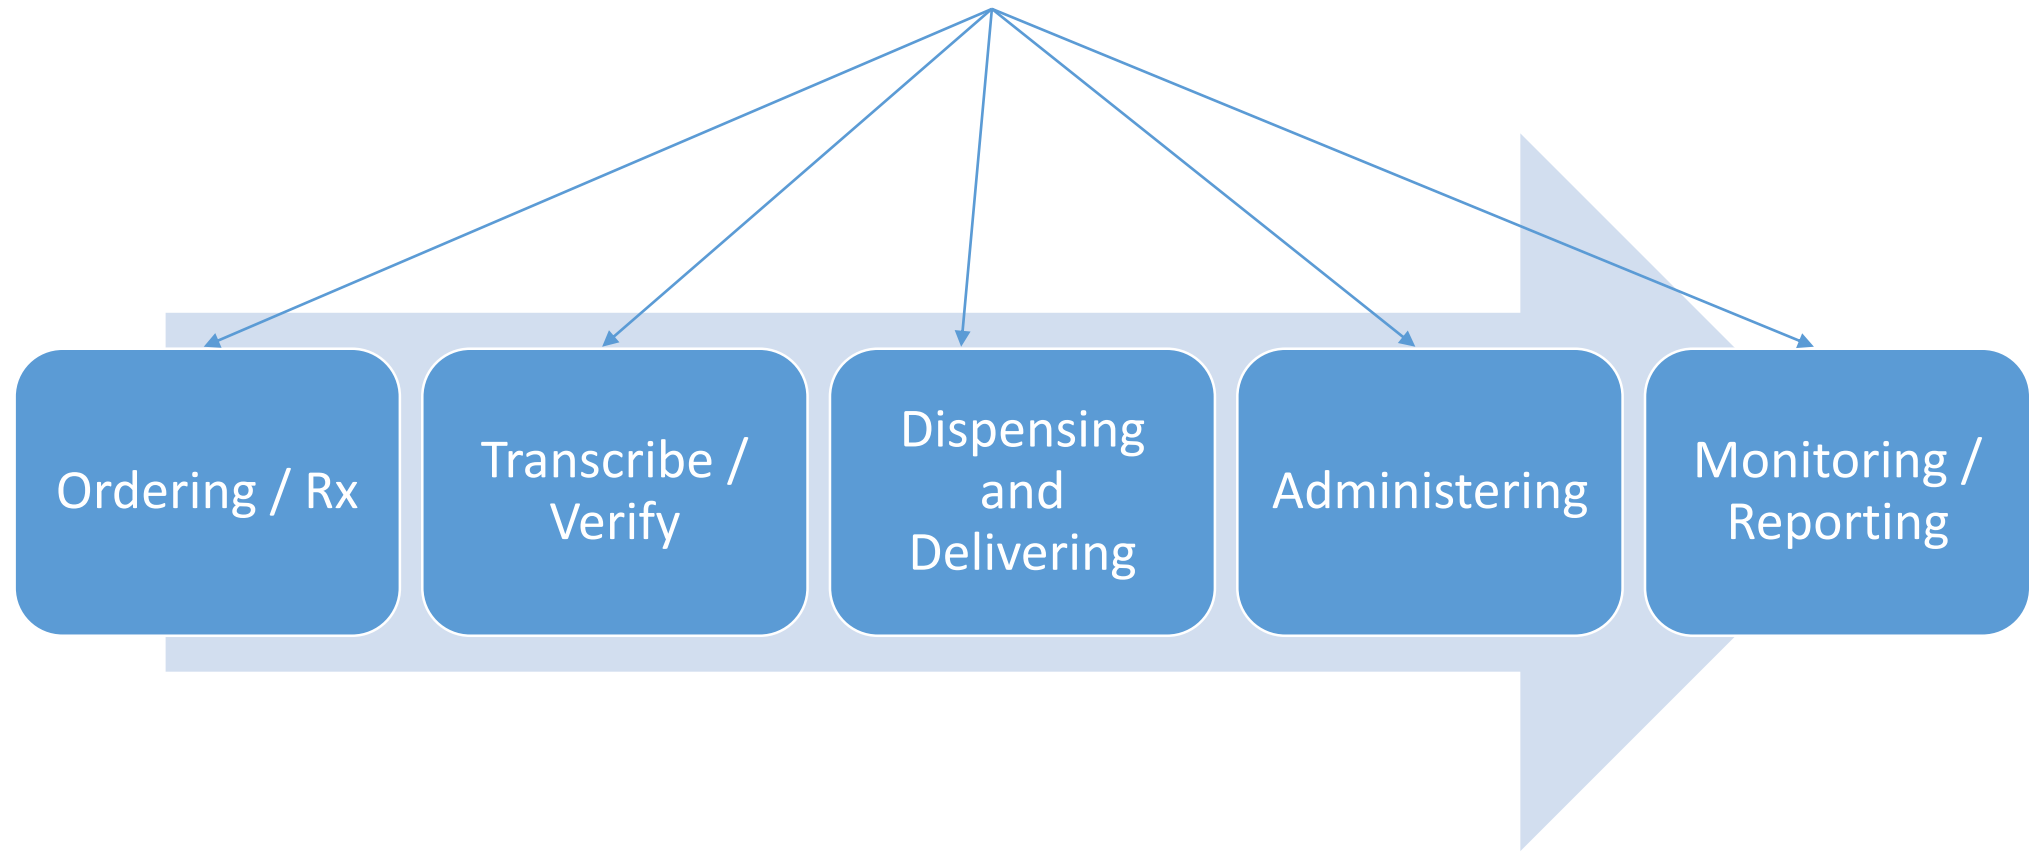 Ordering / Rx
Transcribe /
Verify
Dispensing
and
Delivering
Administering
Monitoring /
Reporting